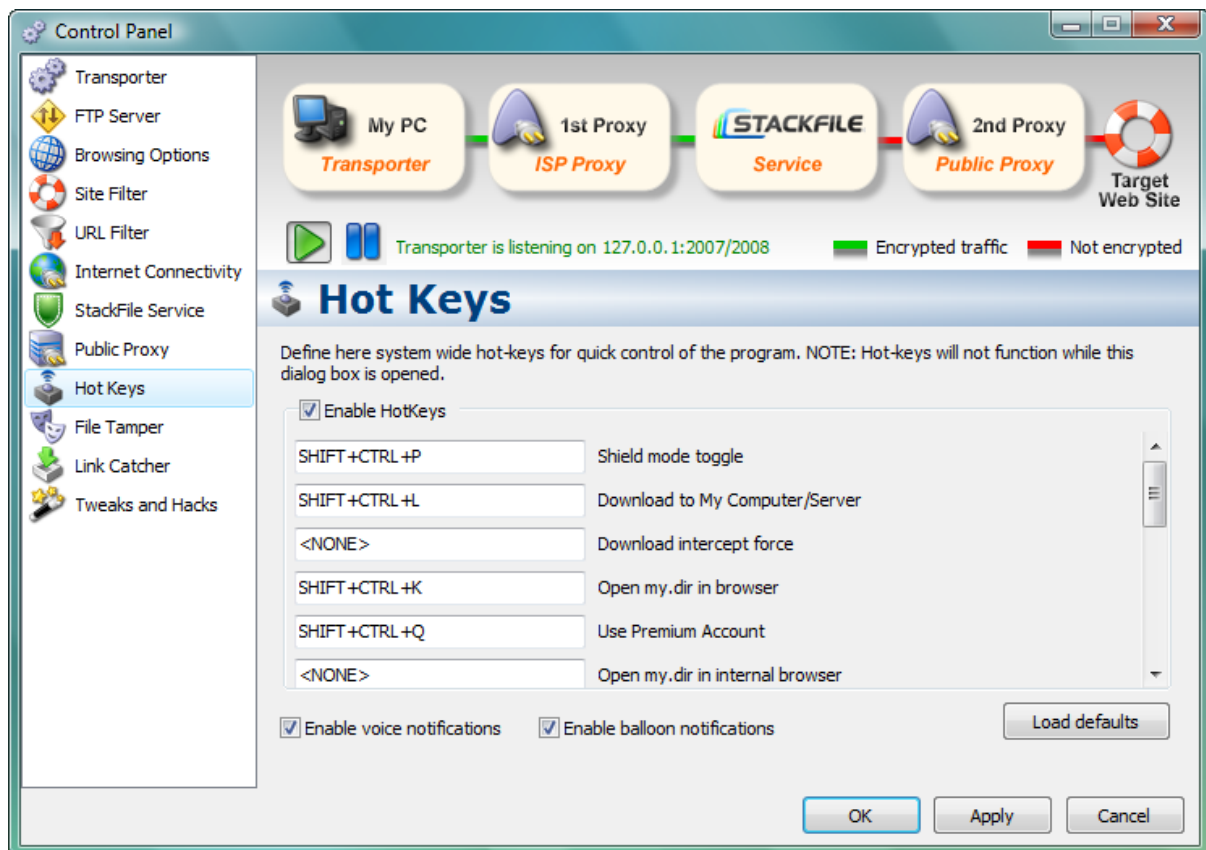 Control Panel
Transporter
FTP Server
Browsing Options
Site Filter
URL Filter
Internet Connectivity
StackFile Service
Public Proxy
Hot Keys
File Tamper
Link Catcher
Tweaks and Hacks
My PC
Transporter
1st Proxy
ISP Proxy
STACKFILE
Service
2nd Proxy
Public Proxy
Target
Web Site
Transporter is listening on 127.0.0.1:2007/2008
Encrypted traffic
Not encrypted
Hot Keys
Define here system wide hot-keys for quick control of the program. NOTE: Hot-keys will not function while this
dialog box is opened.
Enable HotKeys
SHIFT+CTRL+P Shield mode toggle
SHIFT+CTRL+L Download to My Computer/Server
<NONE> Download intercept force
SHIFT+CTRL+K Open my.dir in browser
SHIFT+CTRL+Q Use Premium Account
<NONE> Open my.dir in internal browser
Enable voice notifications
Enable balloon notifications
Load defaults
OK
Apply
Cancel